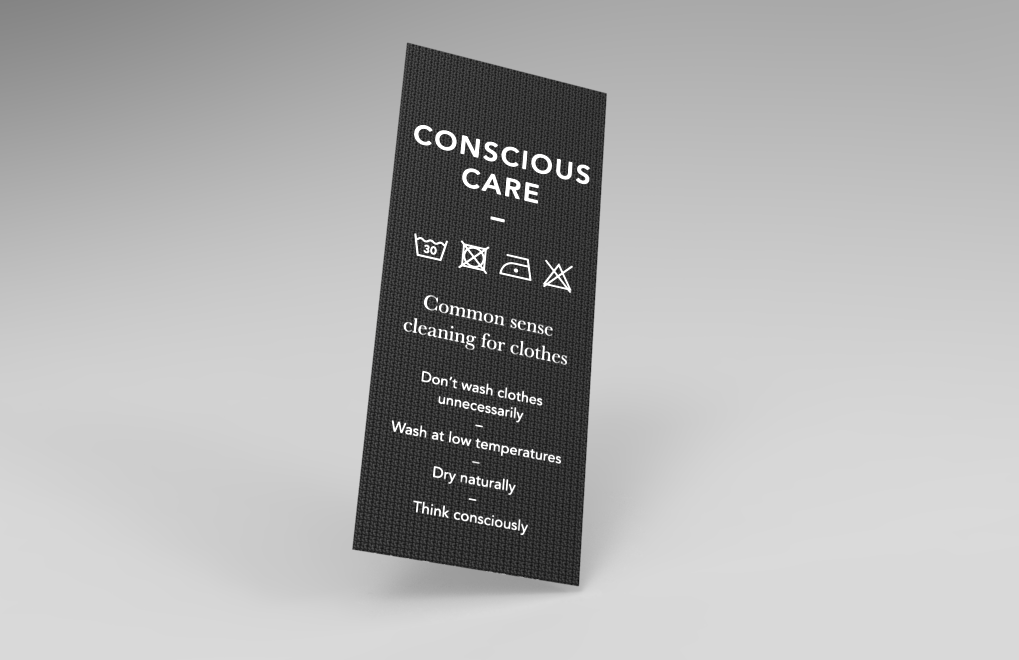 CONSCIOUS
CARE
–
30
Common sense
cleaning for clothes
Don't wash clothes
unnecessarily
–
Wash at low temperatures
–
Dry naturally
–
Think consciously